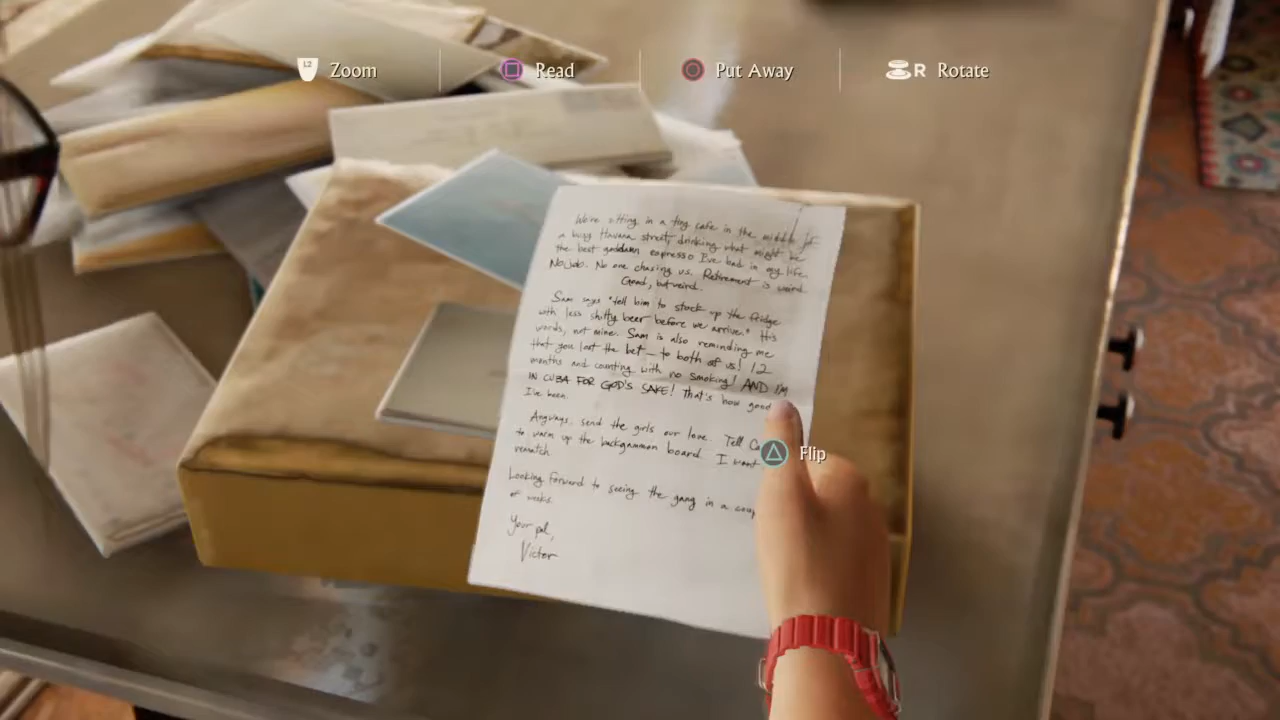 L2 Zoom
Read
Put Away
R Rotate
We're sitting in a tiny cafe in the middle of
a busy Havana street, drinking what might be
the best goddamn espresso I've had in my life.
No job. No one chasing us. Retirement is weird.
Good, but weird.
Sam says "tell him to stock up the fridge
with less shitty beer before we arrive." His
words, not mine. Sam is also reminding me
that you lost the bet — to both of us! 12
months and counting with no smoking! AND I'M
IN CUBA FOR GOD'S SAKE! That's how good
I've been.
Anyways, send the girls our love. Tell
to warm up the backgammon board. I want
rematch.
Looking forward to seeing the gang in a
of weeks.
Your pal,
Victor
Flip